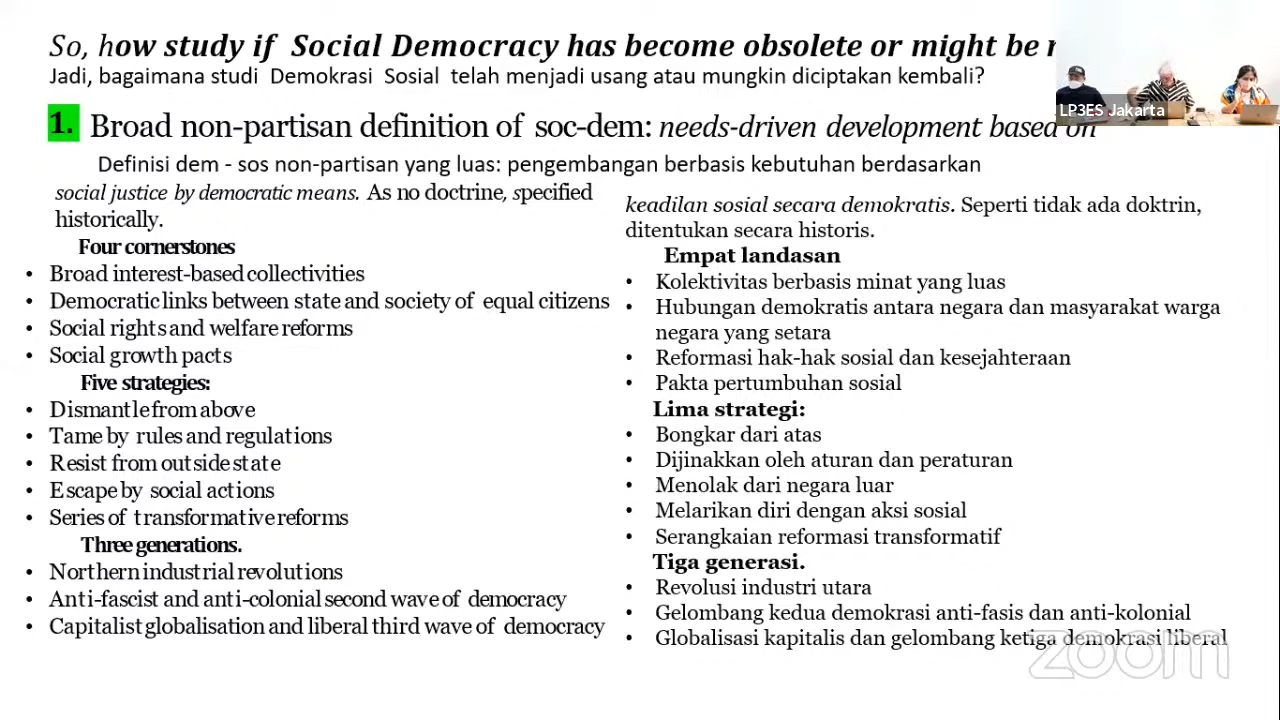 So, how study if Social Democracy has become obsolete or might be
Jadi, bagaimana studi Demokrasi Sosial telah menjadi usang atau mungkin diciptakan kembali?
LP3ES Jakarta
1. Broad non-partisan definition of soc-dem: needs-driven development based on
Definisi dem - sos non-partisan yang luas: pengembangan berbasis kebutuhan berdasarkan
social justice by democratic means. As no doctrine, specified
historically.
Four cornerstones
• Broad interest-based collectivities
• Democratic links between state and society of equal citizens
• Social rights and welfare reforms
• Social growth pacts
Five strategies:
• Dismantle from above
• Tame by rules and regulations
• Resist from outside state
• Escape by social actions
• Series of transformative reforms
Three generations.
• Northern industrial revolutions
• Anti-fascist and anti-colonial second wave of democracy
• Capitalist globalisation and liberal third wave of democracy
keadilan sosial secara demokratis. Seperti tidak ada doktrin,
ditentukan secara historis.
Empat landasan
• Kolektivitas berbasis minat yang luas
• Hubungan demokratis antara negara dan masyarakat warga
negara yang setara
• Reformasi hak-hak sosial dan kesejahteraan
• Pakta pertumbuhan sosial
Lima strategi:
• Bongkar dari atas
• Dijinakkan oleh aturan dan peraturan
• Menolak dari negara luar
• Melarikan diri dengan aksi sosial
• Serangkaian reformasi transformatif
Tiga generasi.
• Revolusi industri utara
• Gelombang kedua demokrasi anti-fasis dan anti-kolonial
• Globalisasi kapitalis dan gelombang ketiga demokrasi liberal
zoom